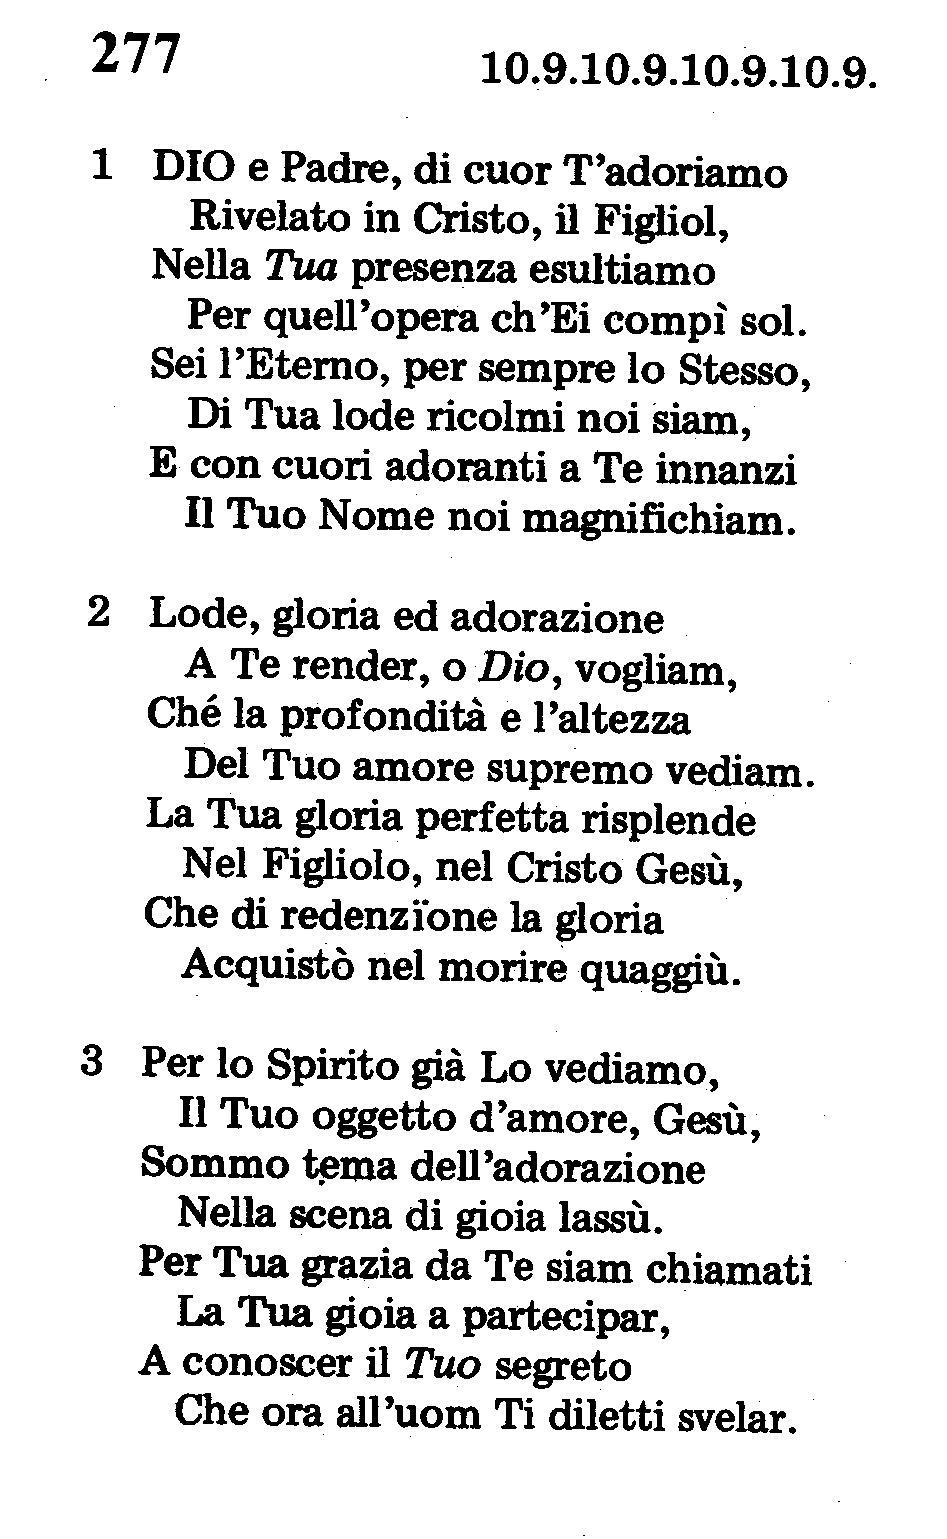 277
10.9.10.9.10.9.10.9.
1 DIO e Padre, di cuor T’adoriamo
Rivelato in Cristo, il Figliol,
Nella Tua presenza esultiamo
Per quell’opera ch’Ei compì sol.
Sei l’Eterno, per sempre lo Stesso,
Di Tua lode ricolmi noi siam,
E con cuori adoranti a Te innanzi
Il Tuo Nome noi magnifichiam.
2 Lode, gloria ed adorazione
A Te render, o Dio, vogliam,
Ché la profondità e l’altezza
Del Tuo amore supremo vediam.
La Tua gloria perfetta risplende
Nel Figliolo, nel Cristo Gesù,
Che di redenzïone la gloria
Acquistò nel morire quaggiù.
3 Per lo Spirito già Lo vediamo,
Il Tuo oggetto d’amore, Gesù,
Sommo tema dell’adorazione
Nella scena di gioia lassù.
Per Tua grazia da Te siam chiamati
La Tua gioia a partecipar,
A conoscer il Tuo segreto
Che ora all’uom Ti diletti svelar.